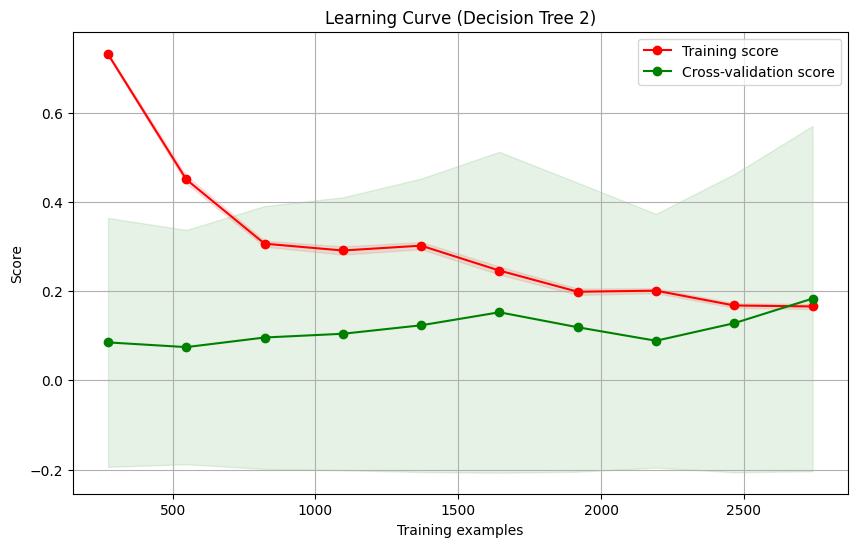 Learning Curve (Decision Tree 2)
Training score
Cross-validation score
Score
0.6
0.4
0.2
0.0
−0.2
500 1000 1500 2000 2500
Training examples